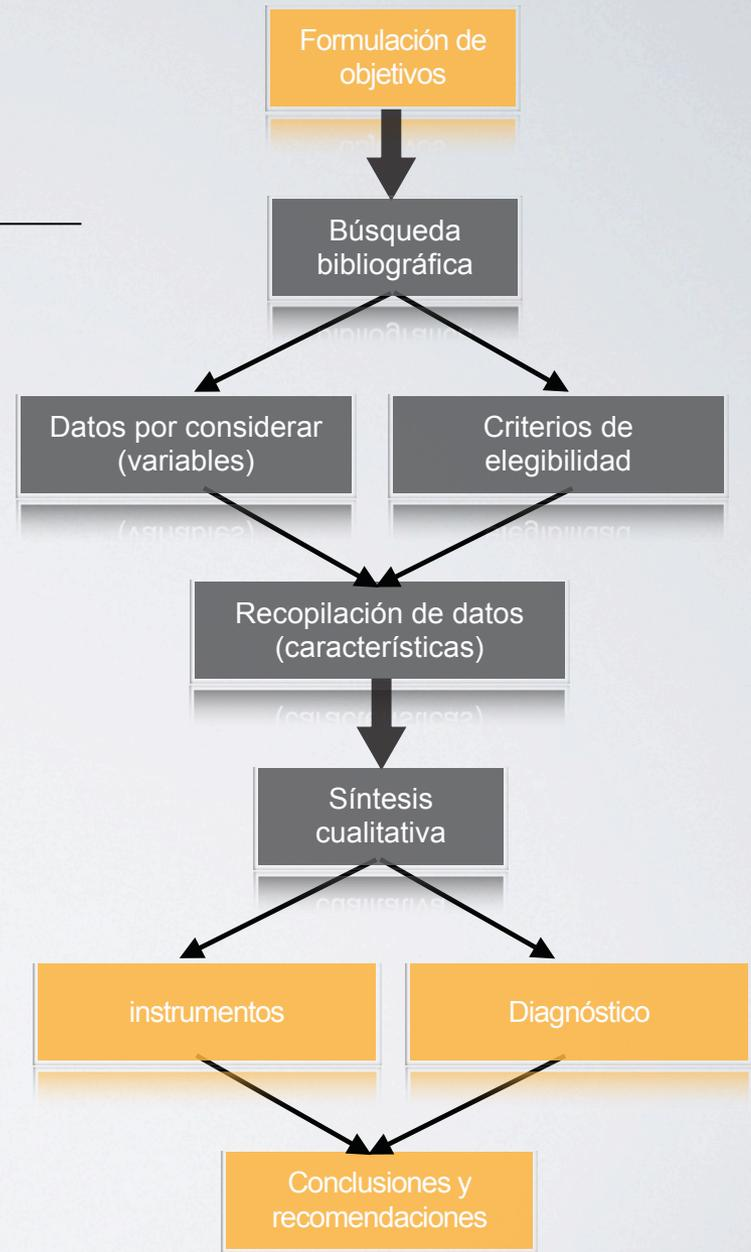 Formulación de
objetivos
Búsqueda
bibliográfica
Datos por considerar
(variables)
Criterios de
elegibilidad
Recopilación de datos
(características)
Síntesis
cualitativa
instrumentos
Diagnóstico
Conclusiones y
recomendaciones